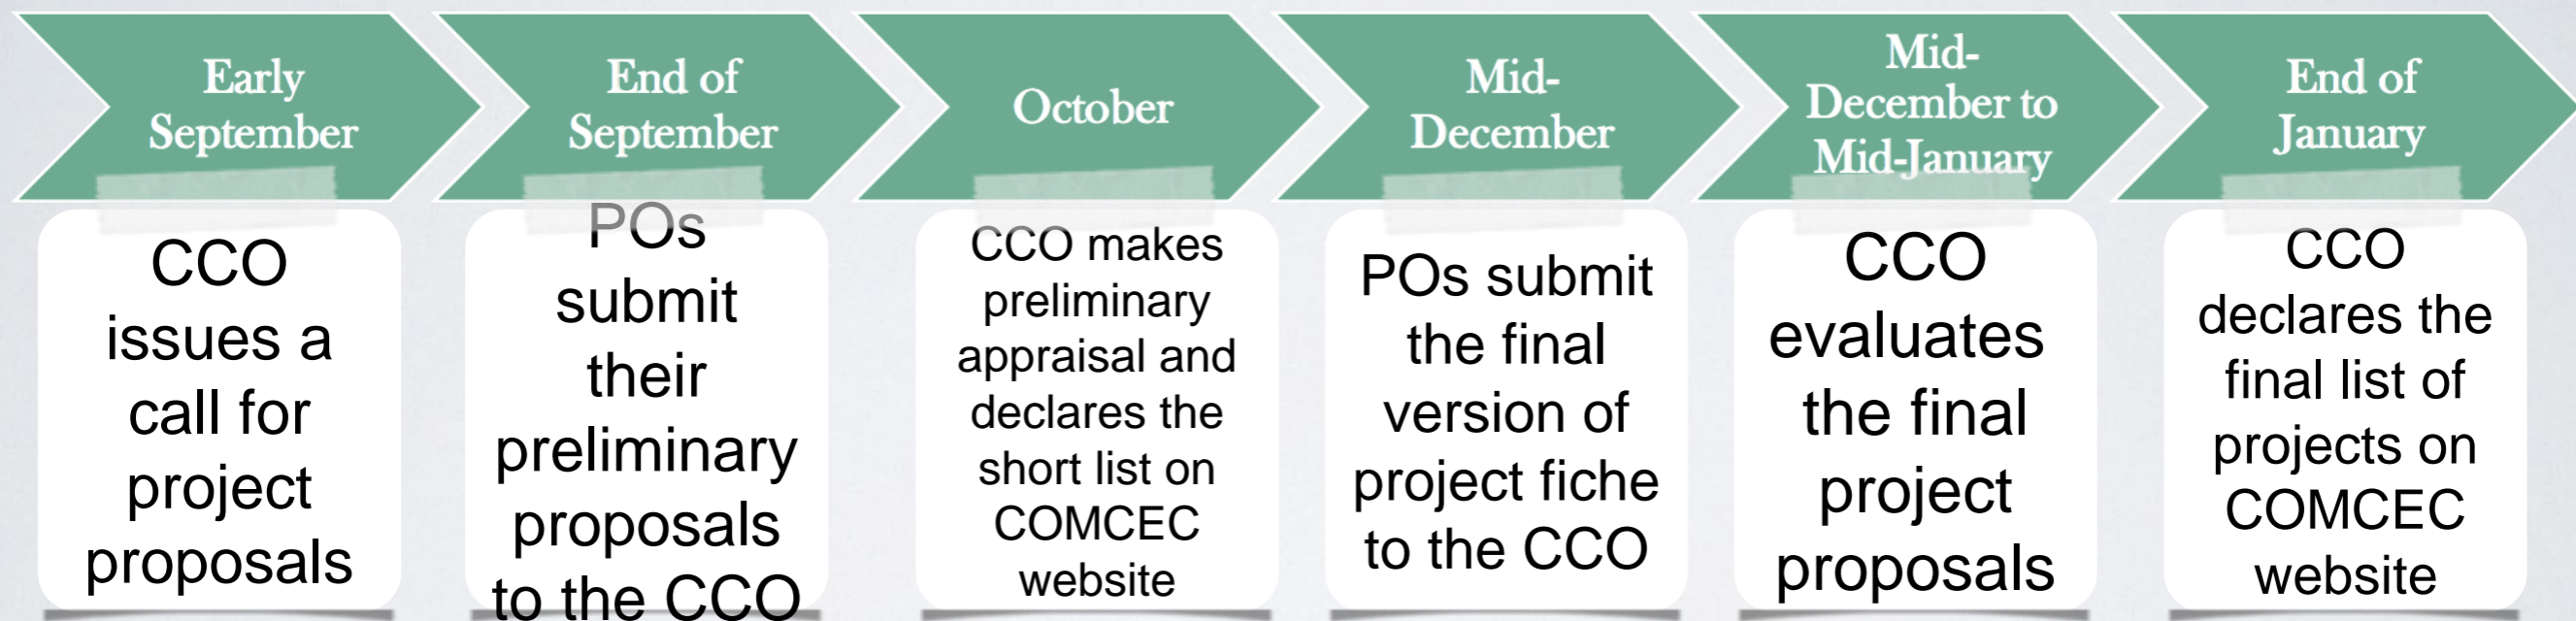 Early
September
End of
September
October
Mid-
December
Mid-
December to
Mid-January
End of
January
CCO
issues a
call for
project
proposals
POs
submit
their
preliminary
proposals
to the CCO
CCO makes
preliminary
appraisal and
declares the
short list on
COMCEC
website
POs submit
the final
version of
project fiche
to the CCO
CCO
evaluates
the final
project
proposals
CCO
declares the
final list of
projects on
COMCEC
website